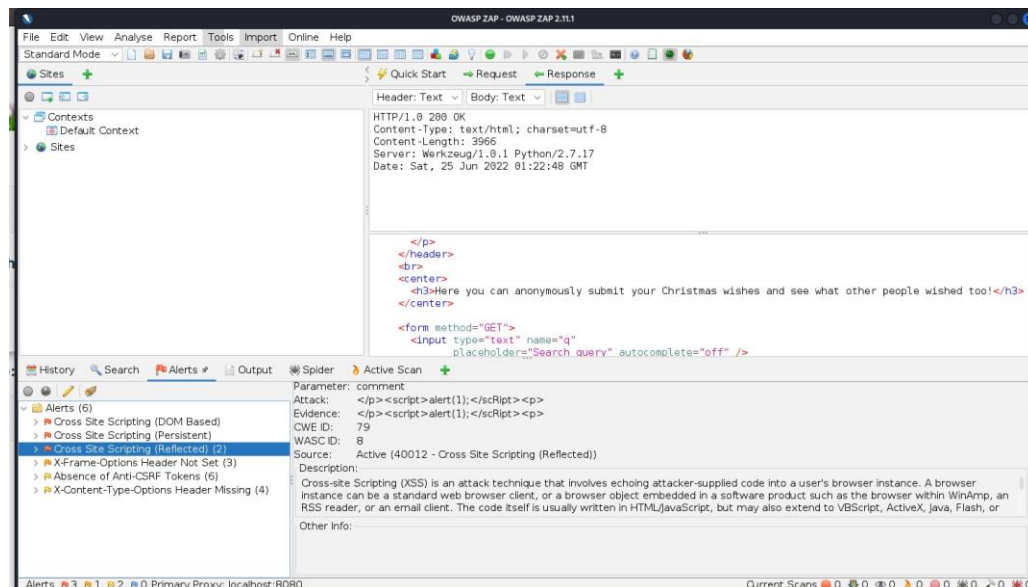 OWASP ZAP - OWASP ZAP 2.11.1
File Edit View Analyse Report Tools Import Online Help
Standard Mode
Sites
Quick Start
Request
Response
Header: Text
Body: Text
Contexts
Default Context
Sites
HTTP/1.0 200 OK
Content-Type: text/html; charset=utf-8
Content-Length: 3966
Server: Werkzeug/1.0.1 Python/2.7.17
Date: Sat, 25 Jun 2022 01:22:48 GMT
</p>
</header>
<br>
<center>
<h3>Here you can anonymously submit your Christmas wishes and see what other people wished too!</h3>
</center>
<form method="GET">
<input type="text" name="q"
placeholder="Search query" autocomplete="off" />
History
Search
Alerts
Output
Spider
Active Scan
Alerts (6)
Cross Site Scripting (DOM Based)
Cross Site Scripting (Persistent)
Cross Site Scripting (Reflected) (2)
X-Frame-Options Header Not Set (3)
Absence of Anti-CSRF Tokens (6)
X-Content-Type-Options Header Missing (4)
Parameter: comment
Attack: </p><script>alert(1);</scRipt><p>
Evidence: </p><script>alert(1);</scRipt><p>
CWE ID: 79
WASC ID: 8
Source: Active (40012 - Cross Site Scripting (Reflected))
Description:
Cross-site Scripting (XSS) is an attack technique that involves echoing attacker-supplied code into a user's browser instance. A browser
instance can be a standard web browser client, or a browser object embedded in a software product such as the browser within WinAmp, an
RSS reader, or an email client. The code itself is usually written in HTML/JavaScript, but may also extend to VBScript, ActiveX, Java, Flash, or
Other Info:
Alerts 3 1 2 0 Primary Proxy: localhost:8080
Current Scans 0 0 0 0 0 0 0